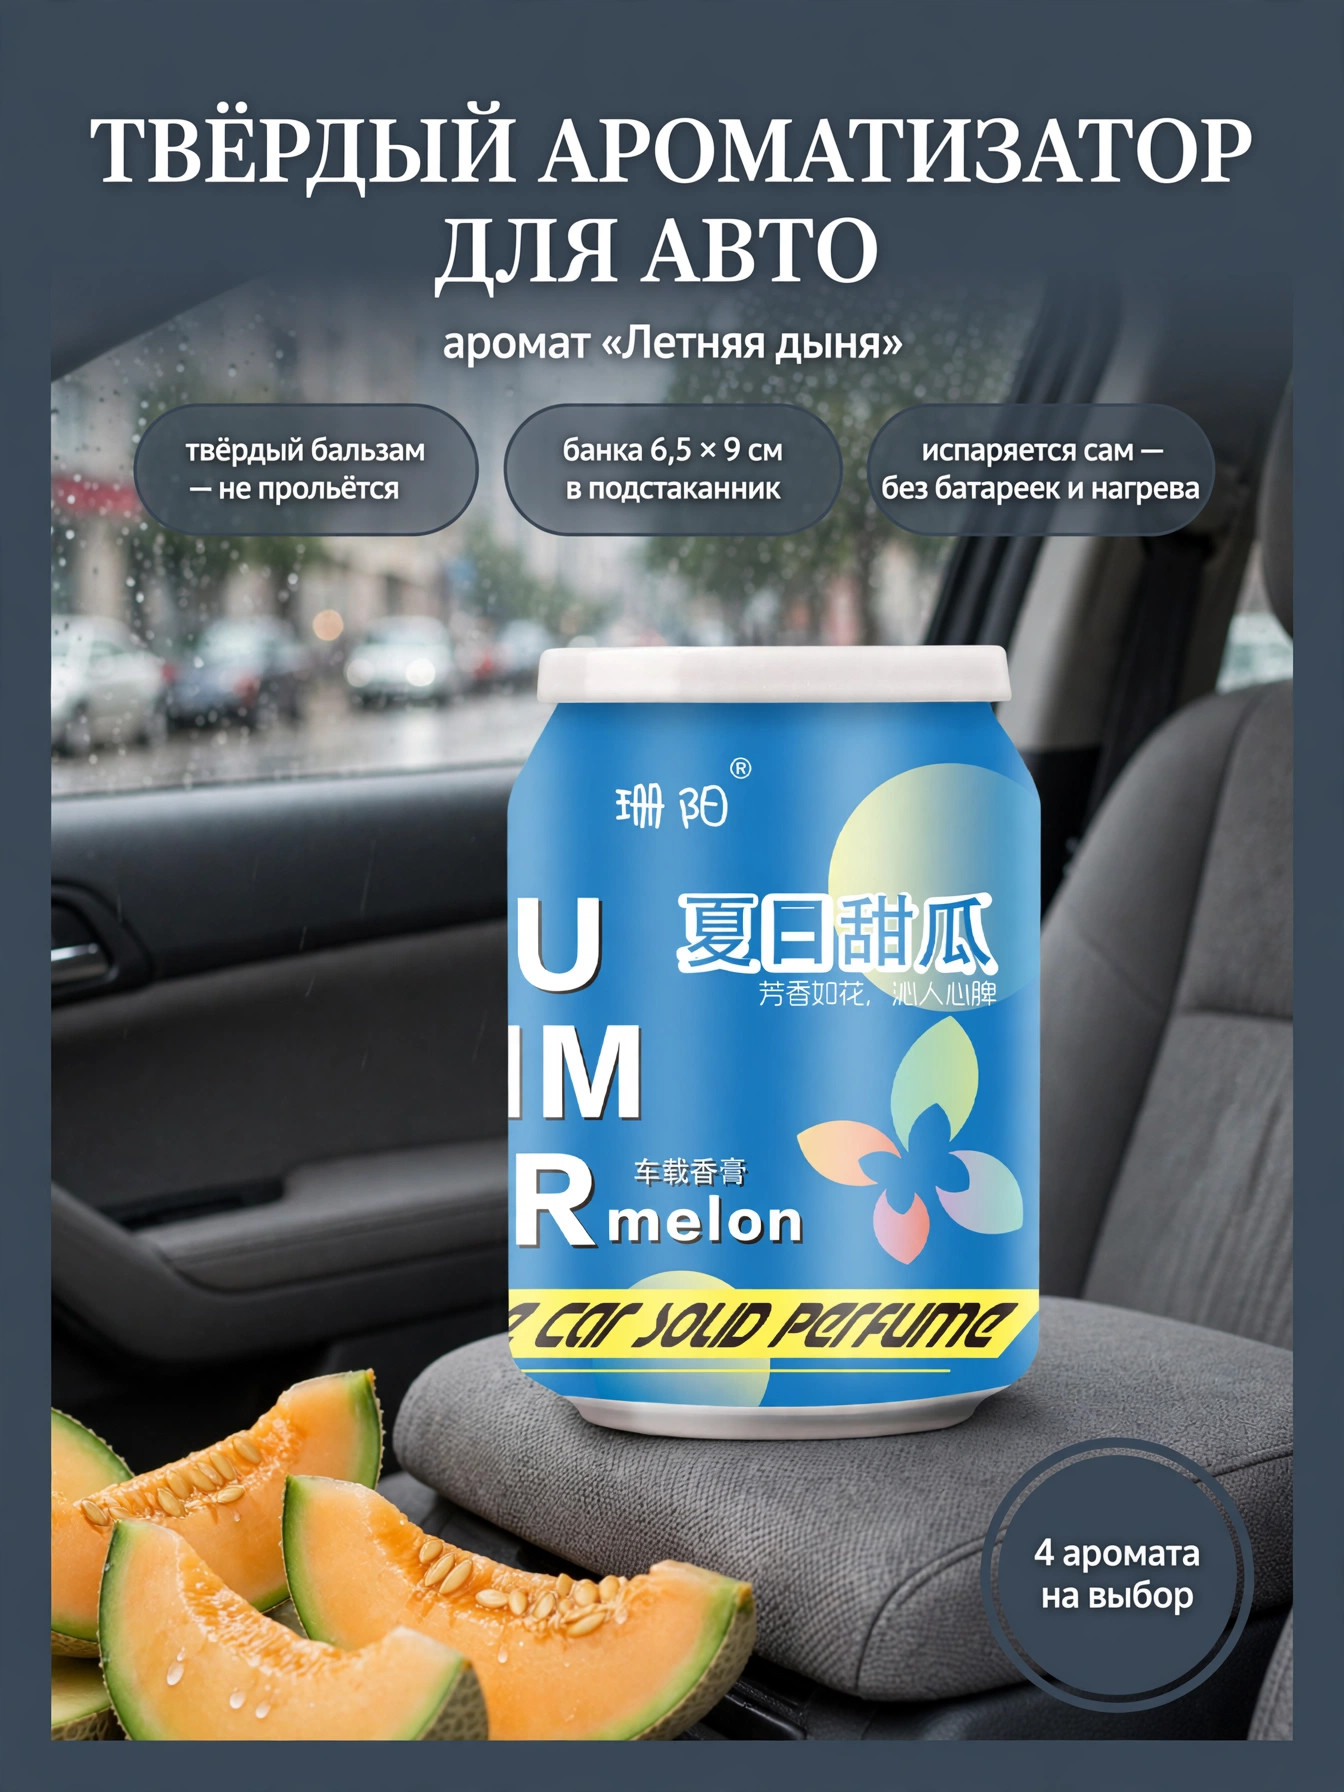 ТВЁРДЫЙ АРОМАТИЗАТОР
ДЛЯ АВТО
аромат «Летняя дыня»
твёрдый бальзам
— не прольётся
банка 6,5 × 9 см
в подстаканник
испаряется сам —
без батареек и нагрева
珊阳®
夏日甜瓜
芳香如花，沁人心脾
U
IM
车载香膏
R melon
e car solid perfume
4 аромата
на выбор